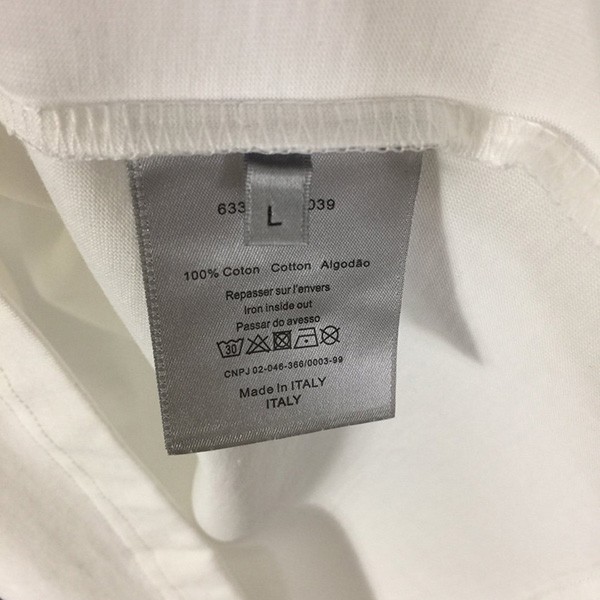 633 039
L
100% Coton Cotton Algodão
Repasser sur l'envers
Iron inside out
Passar do avesso
30
CNPJ 02-046-366/0003-99
Made In ITALY
ITALY